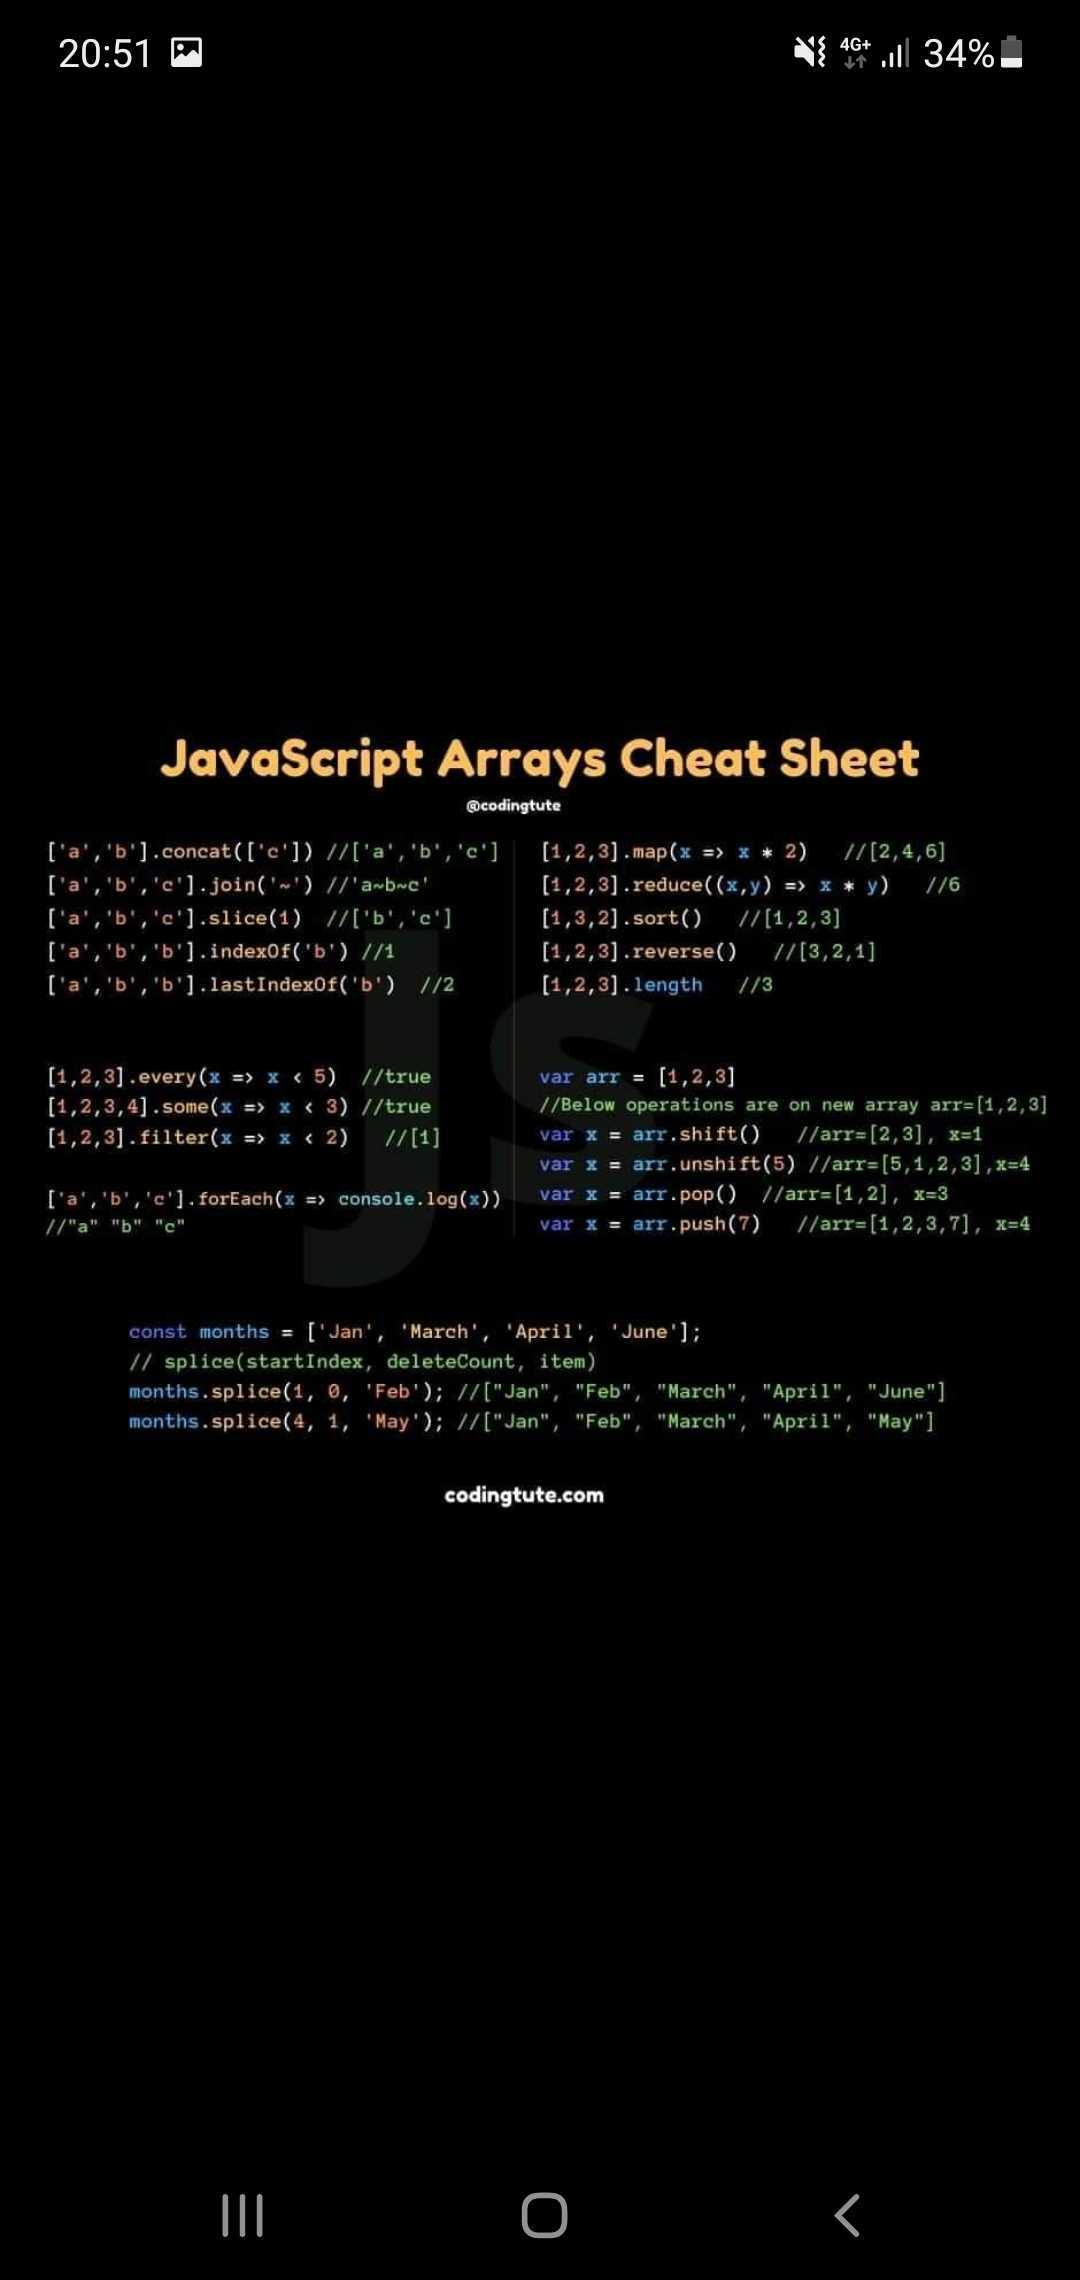 20:51
4G+ 34%
JavaScript Arrays Cheat Sheet
@codingtute
['a','b'].concat(['c']) //['a','b','c']
['a','b','c'].join('~') //'a~b~c'
['a','b','c'].slice(1) //['b','c']
['a','b','b'].indexOf('b') //1
['a','b','b'].lastIndexOf('b') //2
[1,2,3].every(x => x < 5) //true
[1,2,3,4].some(x => x < 3) //true
[1,2,3].filter(x => x < 2) //[1]
['a','b','c'].forEach(x => console.log(x))
//"a" "b" "c"
[1,2,3].map(x => x * 2) //[2,4,6]
[1,2,3].reduce((x,y) => x * y) //6
[1,3,2].sort() //[1,2,3]
[1,2,3].reverse() //[3,2,1]
[1,2,3].length //3
var arr = [1,2,3]
//Below operations are on new array arr=[1,2,3]
var x = arr.shift() //arr=[2,3], x=1
var x = arr.unshift(5) //arr=[5,1,2,3],x=4
var x = arr.pop() //arr=[1,2], x=3
var x = arr.push(7) //arr=[1,2,3,7], x=4
Js
const months = ['Jan', 'March', 'April', 'June'];
// splice(startIndex, deleteCount, item)
months.splice(1, 0, 'Feb'); //["Jan", "Feb", "March", "April", "June"]
months.splice(4, 1, 'May'); //["Jan", "Feb", "March", "April", "May"]
codingtute.com